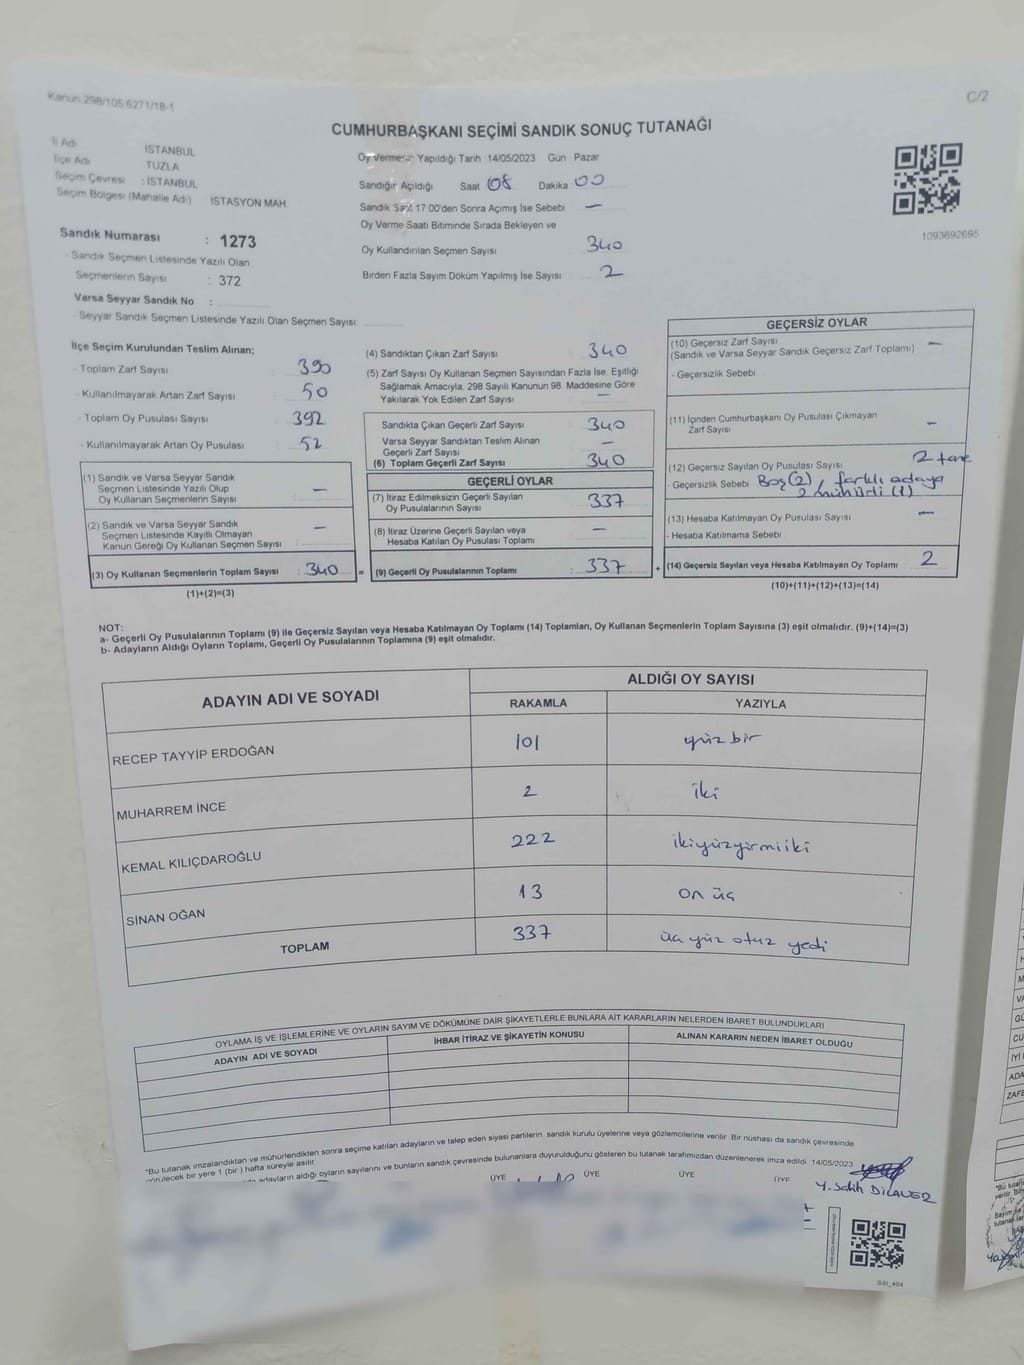 Kanun:298/105.6271/18-1
C/2
CUMHURBAŞKANI SEÇİMİ SANDIK SONUÇ TUTANAĞI
İl Adı : İSTANBUL
İlçe Adı TUZLA
Seçim Çevresi : İSTANBUL
Seçim Bölgesi (Mahalle Adı) İSTASYON MAH.
Sandık Numarası : 1273
- Sandık Seçmen Listesinde Yazılı Olan
Seçmenlerin Sayısı : 372
Varsa Seyyar Sandık No :
- Seyyar Sandık Seçmen Listesinde Yazılı Olan Seçmen Sayısı:
Oy Vermenin Yapıldığı Tarih :14/05/2023 Gün : Pazar
Sandığın Açıldığı Saat 08 Dakika 00
Sandık Saat 17:00'den Sonra Açımış İse Sebebi —
Oy Verme Saati Bitiminde Sırada Bekleyen ve
Oy Kullandırılan Seçmen Sayısı 340
Birden Fazla Sayım Döküm Yapılmış İse Sayısı 2
1093692695
İlçe Seçim Kurulundan Teslim Alınan;
- Toplam Zarf Sayısı : 390
- Kullanılmayarak Artan Zarf Sayısı : 50
- Toplam Oy Pusulası Sayısı : 392
- Kullanılmayarak Artan Oy Pusulası : 52
(1) Sandık ve Varsa Seyyar Sandık
Seçmen Listesinde Yazılı Olup
Oy Kullanan Seçmenlerin Sayısı : —
(2) Sandık ve Varsa Seyyar Sandık
Seçmen Listesinde Kayıtlı Olmayan
Kanun Gereği Oy Kullanan Seçmen Sayısı : —
(3) Oy Kullanan Seçmenlerin Toplam Sayısı : 340 =
(1)+(2)=(3)
(4) Sandıktan Çıkan Zarf Sayısı : 340
(5) Zarf Sayısı Oy Kullanan Seçmen Sayısından Fazla İse, Eşitliği
Sağlamak Amacıyla, 298 Sayılı Kanunun 98. Maddesine Göre
Yakılarak Yok Edilen Zarf Sayısı : —
Sandıkta Çıkan Geçerli Zarf Sayısı : 340
Varsa Seyyar Sandıktan Teslim Alınan
Geçerli Zarf Sayısı : —
(6) Toplam Geçerli Zarf Sayısı : 340
GEÇERLİ OYLAR
(7) İtiraz Edilmeksizin Geçerli Sayılan
Oy Pusulalarının Sayısı : 337
(8) İtiraz Üzerine Geçerli Sayılan veya
Hesaba Katılan Oy Pusulası Toplamı : —
(9) Geçerli Oy Pusulalarının Toplamı : 337 +
GEÇERSİZ OYLAR
(10) Geçersiz Zarf Sayısı
(Sandık ve Varsa Seyyar Sandık Geçersiz Zarf Toplamı) —
- Geçersizlik Sebebi
(11) İçinden Cumhurbaşkanı Oy Pusulası Çıkmayan
Zarf Sayısı : —
(12) Geçersiz Sayılan Oy Pusulası Sayısı : 2 tane
- Geçersizlik Sebebi Boş(2), farklı adaya
2 mühürdü (1)
(13) Hesaba Katılmayan Oy Pusulası Sayısı : —
- Hesaba Katılmama Sebebi
(14) Geçersiz Sayılan veya Hesaba Katılmayan Oy Toplamı : 2
(10)+(11)+(12)+(13)=(14)
NOT:
a- Geçerli Oy Pusulalarının Toplamı (9) ile Geçersiz Sayılan veya Hesaba Katılmayan Oy Toplamı (14) Toplamları, Oy Kullanan Seçmenlerin Toplam Sayısına (3) eşit olmalıdır. (9)+(14)=(3)
b- Adayların Aldığı Oyların Toplamı, Geçerli Oy Pusulalarının Toplamına (9) eşit olmalıdır.
ADAYIN ADI VE SOYADI
ALDIĞI OY SAYISI
RAKAMLA YAZIYLA
RECEP TAYYİP ERDOĞAN 101 yüz bir
MUHARREM İNCE 2 iki
KEMAL KILIÇDAROĞLU 222 ikiyüzyirmiiki
SİNAN OĞAN 13 on üç
TOPLAM 337 üç yüz otuz yedi
OYLAMA İŞ VE İŞLEMLERİNE VE OYLARIN SAYIM VE DÖKÜMÜNE DAİR ŞİKAYETLERLE BUNLARA AİT KARARLARIN NELERDEN İBARET BULUNDUKLARI
ADAYIN ADI VE SOYADI İHBAR İTİRAZ VE ŞİKAYETİN KONUSU ALINAN KARARIN NEDEN İBARET OLDUĞU
*Bu tutanak imzalandıktan ve mühürlendikten sonra seçime katılan adayların ve talep eden siyasi partilerin sandık kurulu üyelerine veya gözlemcilerine verilir. Bir nüshası da sandık çevresinde
görülecek bir yere 1 (bir) hafta süreyle asılır.
adayların aldığı oyların sayılarını ve bunların sandık çevresinde bulunanlara duyurulduğunu gösteren bu tutanak tarafımızdan düzenlenerek imza edildi. 14/05/2023
ÜYE ÜYE ÜYE ÜYE
Y. Salih DİLAVER
SSI_404